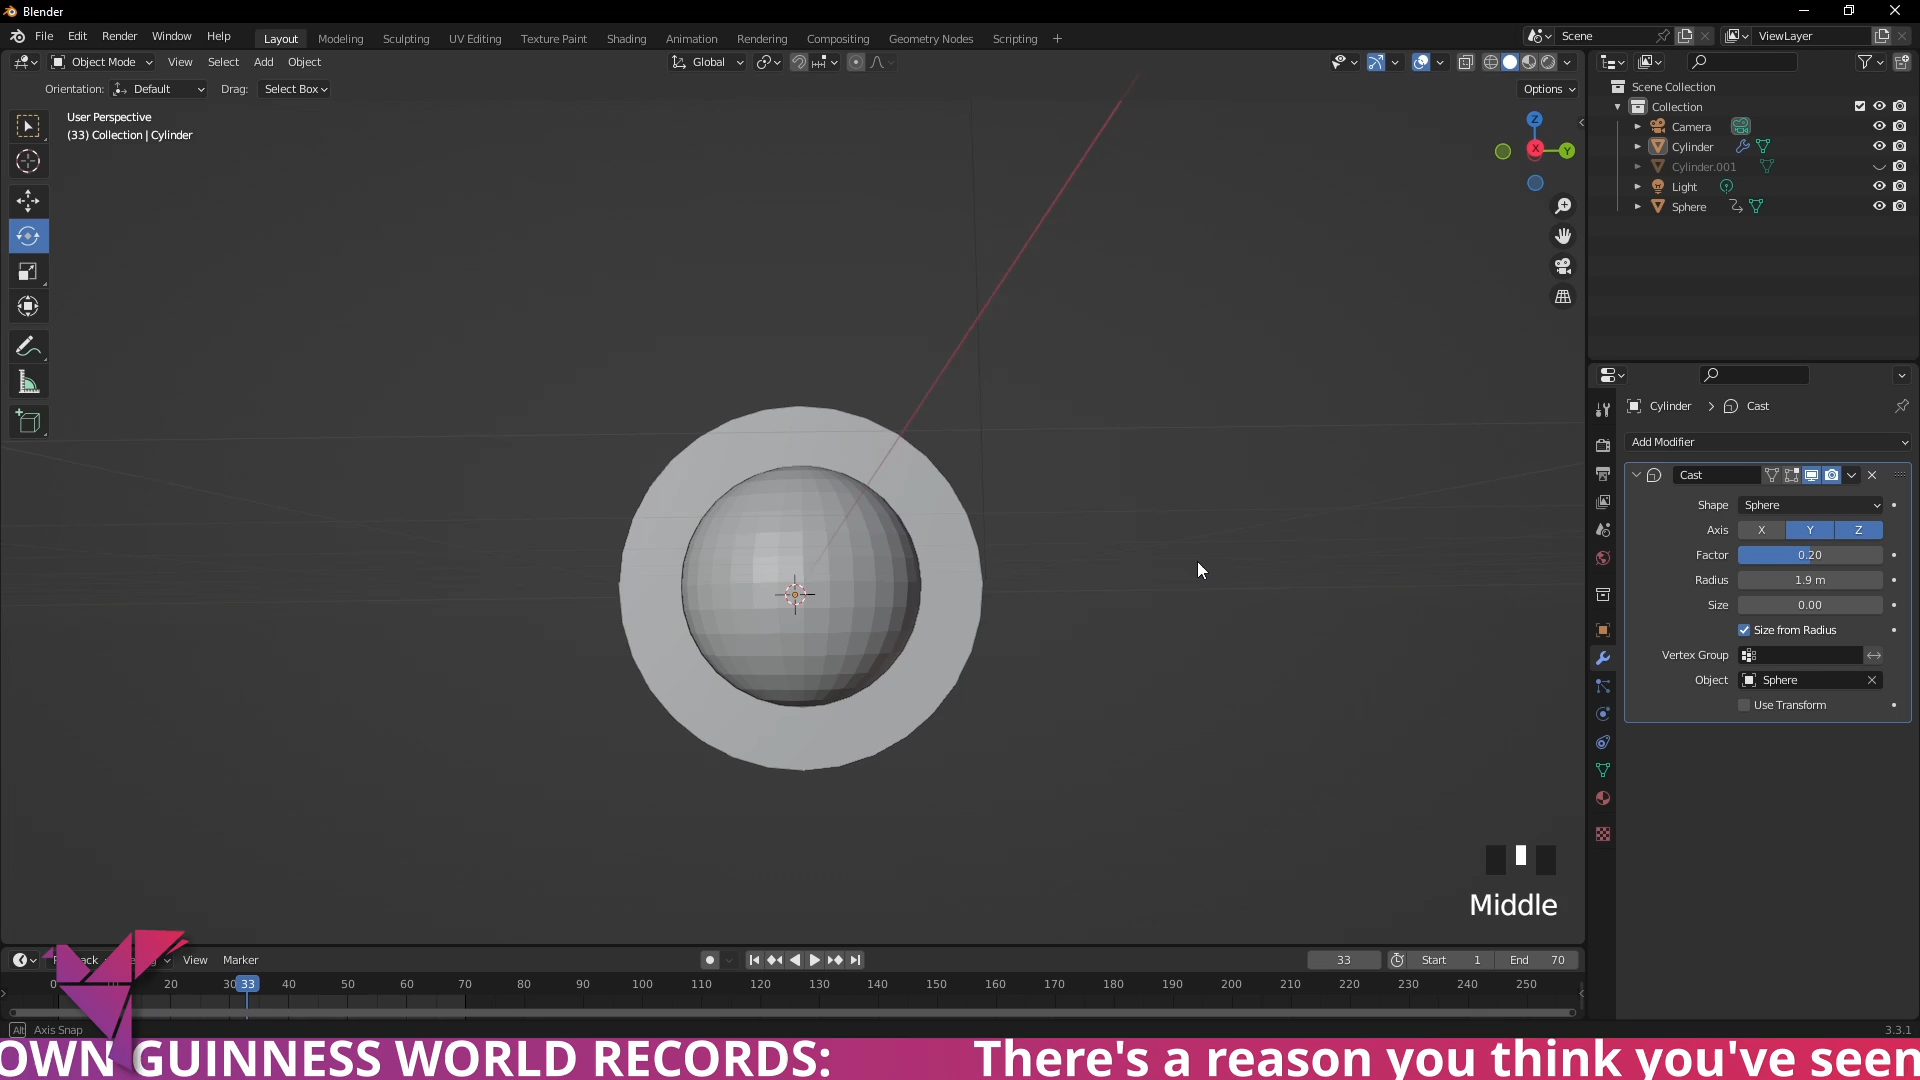 Blender
File Edit Render Window Help
Layout Modeling Sculpting UV Editing Texture Paint Shading Animation Rendering Compositing Geometry Nodes Scripting +
Scene
ViewLayer
Object Mode View Select Add Object
Global
Orientation: Default Drag: Select Box
Options
User Perspective
(33) Collection | Cylinder
Z
X
Y
Scene Collection
Collection
Camera
Cylinder
Cylinder.001
Light
Sphere
Cylinder > Cast
Add Modifier
Cast
Shape Sphere
Axis X Y Z
Factor 0.20
Radius 1.9 m
Size 0.00
Size from Radius
Vertex Group
Object Sphere
Use Transform
Middle
View Marker
33
Start 1 End 70
0 20 30 33 40 50 60 70 80 90 100 110 120 130 140 150 160 170 180 190 200 210 220 230 240 250
Alt Axis Snap
3.3.1
OWN GUINNESS WORLD RECORDS: There's a reason you think you've seen